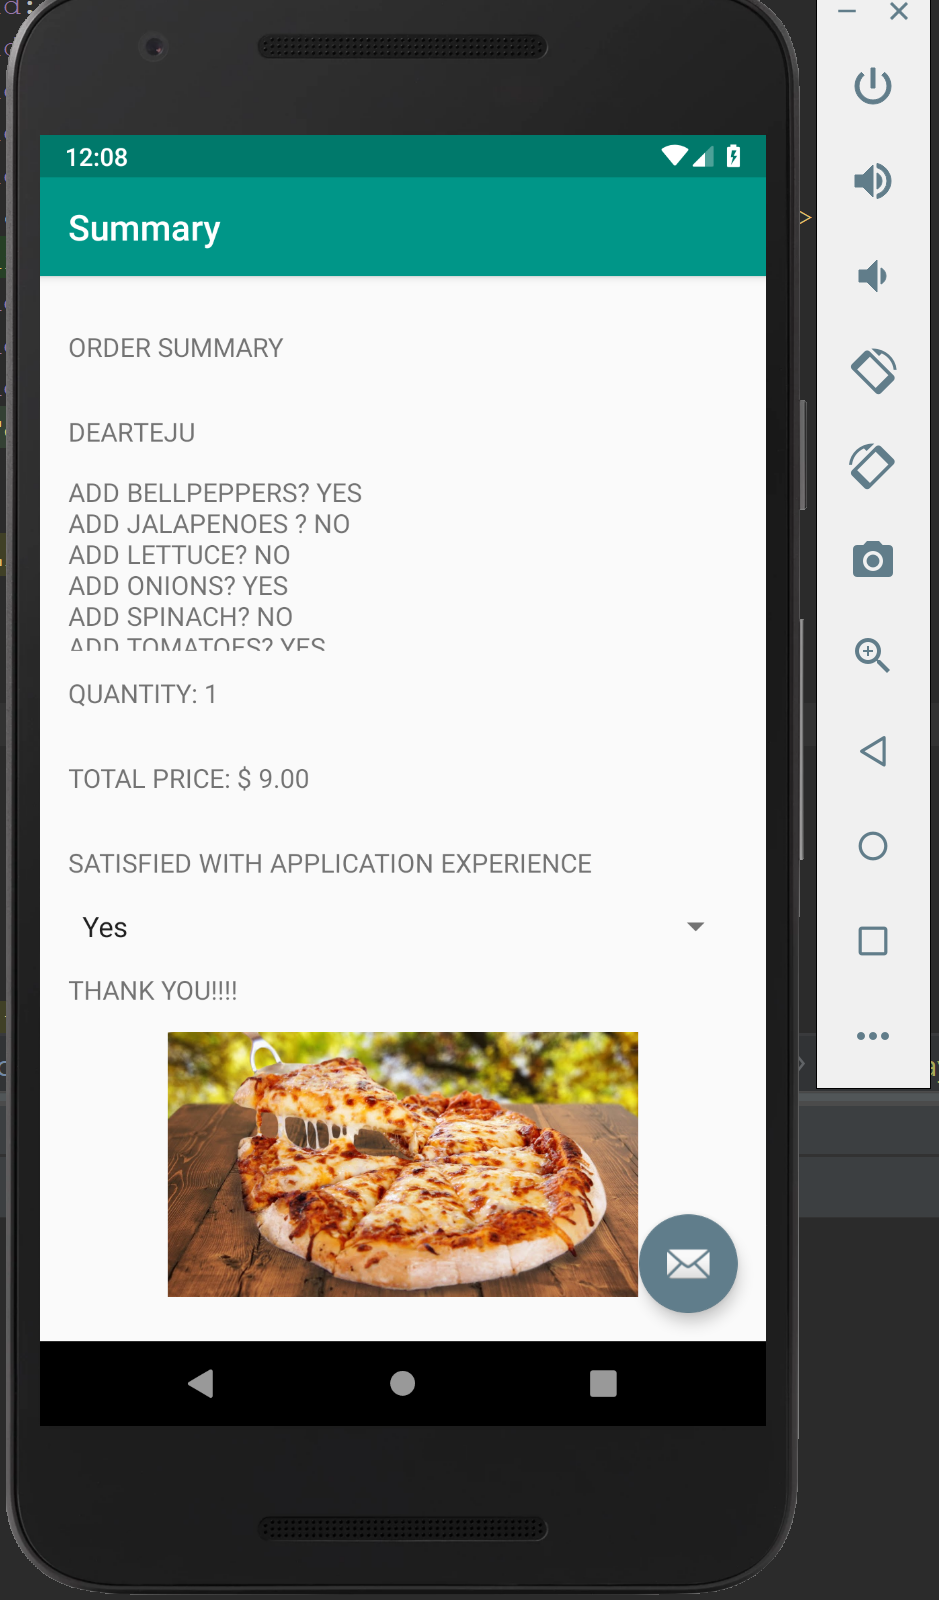 12:08
Summary
ORDER SUMMARY
DEARTEJU
ADD BELLPEPPERS? YES
ADD JALAPENOES ? NO
ADD LETTUCE? NO
ADD ONIONS? YES
ADD SPINACH? NO
ADD TOMATOES? YES
QUANTITY: 1
TOTAL PRICE: $ 9.00
SATISFIED WITH APPLICATION EXPERIENCE
Yes
THANK YOU!!!!